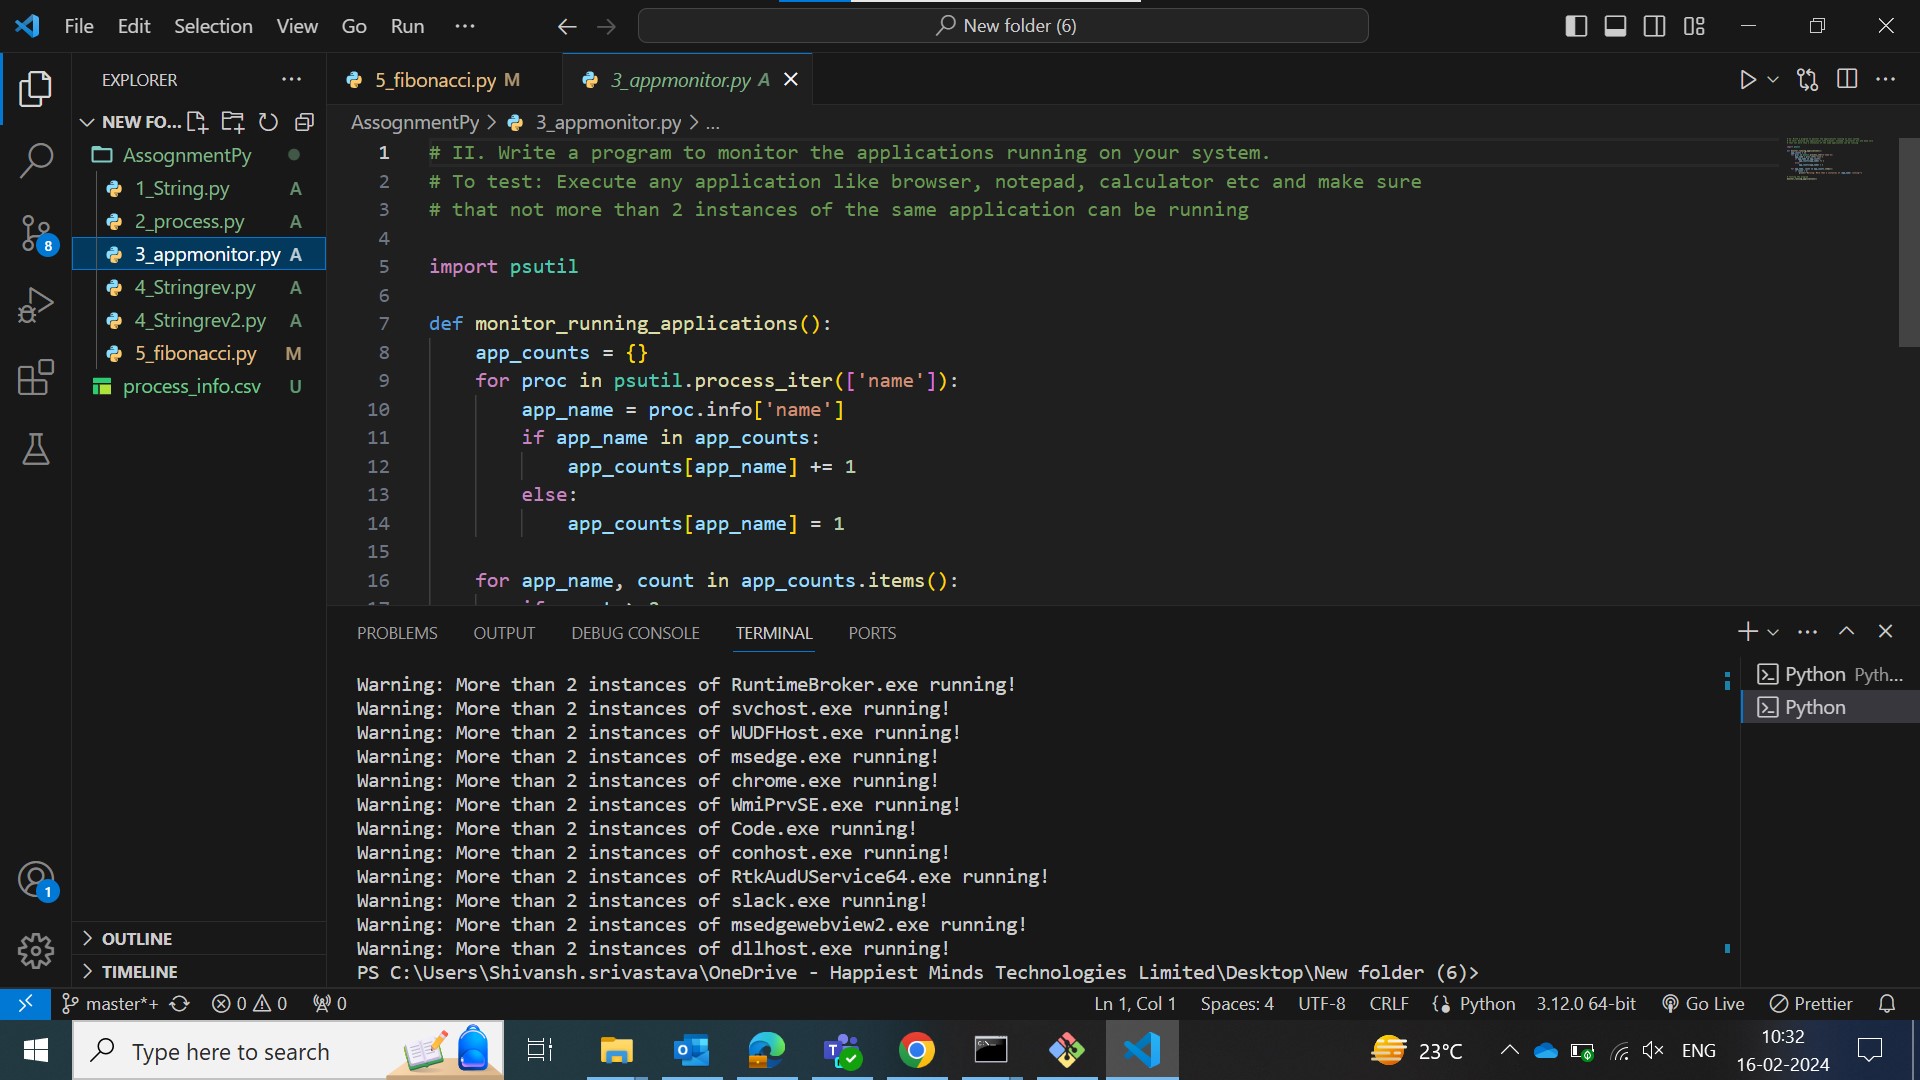 File Edit Selection View Go Run ··· New folder (6)
EXPLORER ···
NEW FO...
AssognmentPy
1_String.py A
2_process.py A
3_appmonitor.py A
4_Stringrev.py A
4_Stringrev2.py A
5_fibonacci.py M
process_info.csv U
8
1
OUTLINE
TIMELINE
5_fibonacci.py M 3_appmonitor.py A
AssognmentPy > 3_appmonitor.py > ...
1 # II. Write a program to monitor the applications running on your system.
2 # To test: Execute any application like browser, notepad, calculator etc and make sure
3 # that not more than 2 instances of the same application can be running
4
5 import psutil
6
7 def monitor_running_applications():
8 app_counts = {}
9 for proc in psutil.process_iter(['name']):
10 app_name = proc.info['name']
11 if app_name in app_counts:
12 app_counts[app_name] += 1
13 else:
14 app_counts[app_name] = 1
15
16 for app_name, count in app_counts.items():
PROBLEMS OUTPUT DEBUG CONSOLE TERMINAL PORTS
Warning: More than 2 instances of RuntimeBroker.exe running!
Warning: More than 2 instances of svchost.exe running!
Warning: More than 2 instances of WUDFHost.exe running!
Warning: More than 2 instances of msedge.exe running!
Warning: More than 2 instances of chrome.exe running!
Warning: More than 2 instances of WmiPrvSE.exe running!
Warning: More than 2 instances of Code.exe running!
Warning: More than 2 instances of conhost.exe running!
Warning: More than 2 instances of RtkAudUService64.exe running!
Warning: More than 2 instances of slack.exe running!
Warning: More than 2 instances of msedgewebview2.exe running!
Warning: More than 2 instances of dllhost.exe running!
PS C:\Users\Shivansh.srivastava\OneDrive - Happiest Minds Technologies Limited\Desktop\New folder (6)>
Python Pyth...
Python
master*+ 0 0 0 Ln 1, Col 1 Spaces: 4 UTF-8 CRLF Python 3.12.0 64-bit Go Live Prettier
Type here to search 23°C ENG 10:32
16-02-2024